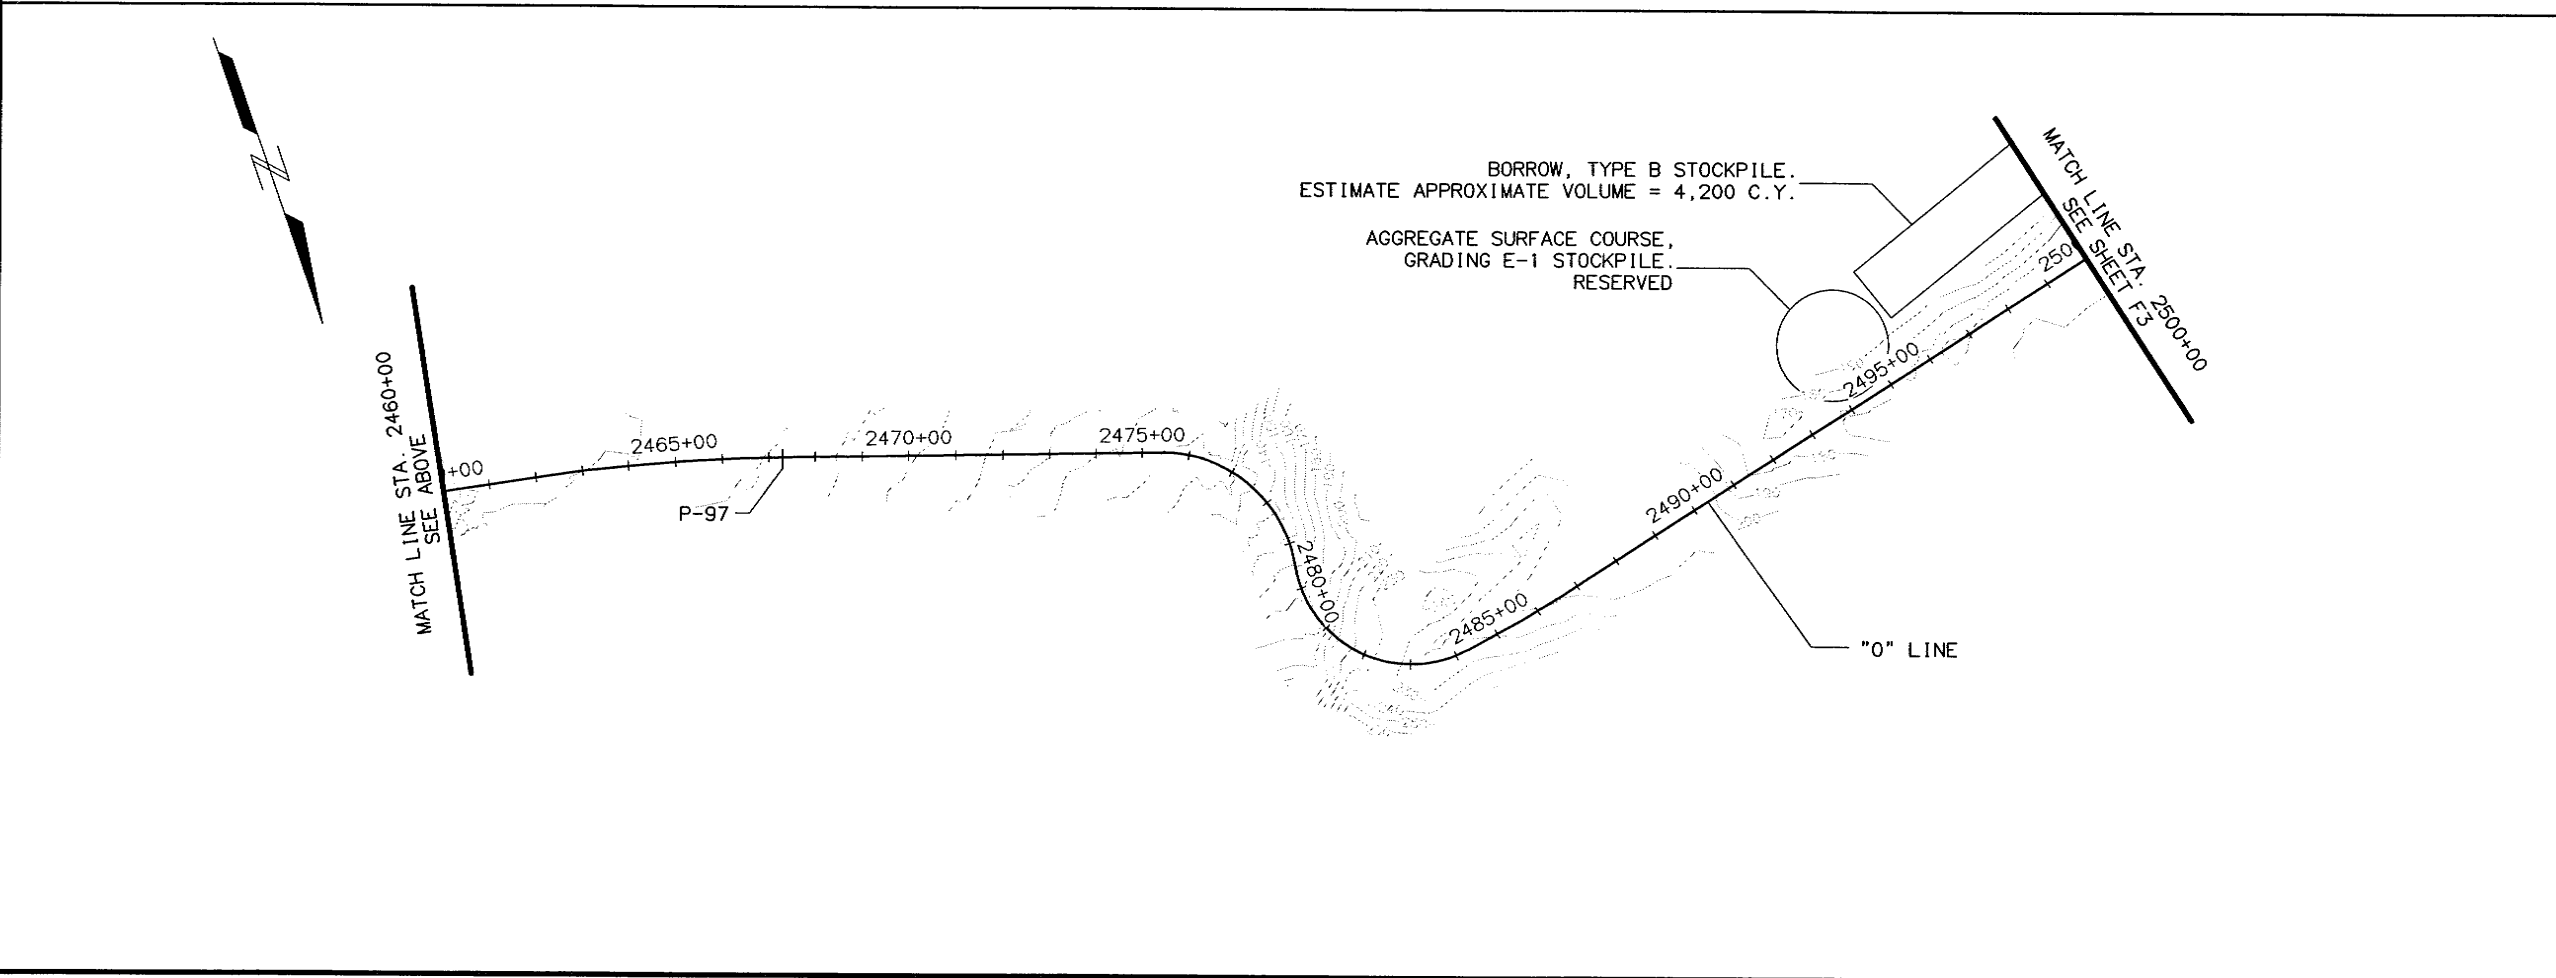 N
BORROW, TYPE B STOCKPILE.
ESTIMATE APPROXIMATE VOLUME = 4,200 C.Y.
AGGREGATE SURFACE COURSE,
GRADING E-1 STOCKPILE.
RESERVED
MATCH LINE STA. 2500+00
SEE SHEET F3
MATCH LINE STA. 2460+00
SEE ABOVE
+00
2465+00
2470+00
2475+00
2480+00
2485+00
2490+00
2495+00
250
P-97
"O" LINE
150